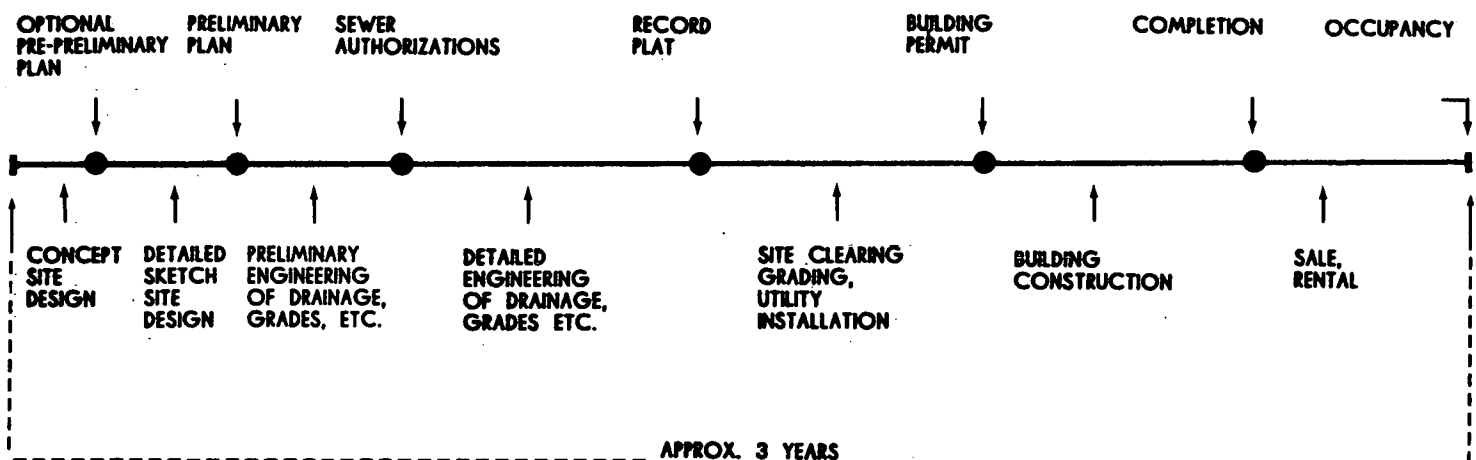 OPTIONAL
PRE-PRELIMINARY
PLAN
PRELIMINARY
PLAN
SEWER
AUTHORIZATIONS
RECORD
PLAT
BUILDING
PERMIT
COMPLETION
OCCUPANCY
CONCEPT
SITE
DESIGN
DETAILED
SKETCH
SITE
DESIGN
PRELIMINARY
ENGINEERING
OF DRAINAGE,
GRADES, ETC.
DETAILED
ENGINEERING
OF DRAINAGE,
GRADES ETC.
SITE CLEARING
GRADING,
UTILITY
INSTALLATION
BUILDING
CONSTRUCTION
SALE,
RENTAL
APPROX. 3 YEARS